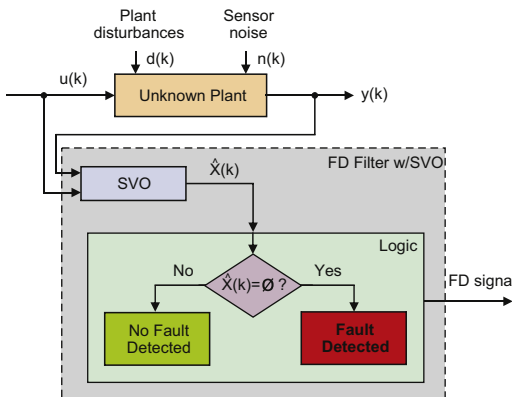 Plant
disturbances
Sensor
noise
d(k)
n(k)
u(k)
Unknown Plant
y(k)
FD Filter w/SVO
SVO
X̂(k)
Logic
No
X̂(k)=Ø ?
Yes
FD signa
No Fault
Detected
Fault
Detected